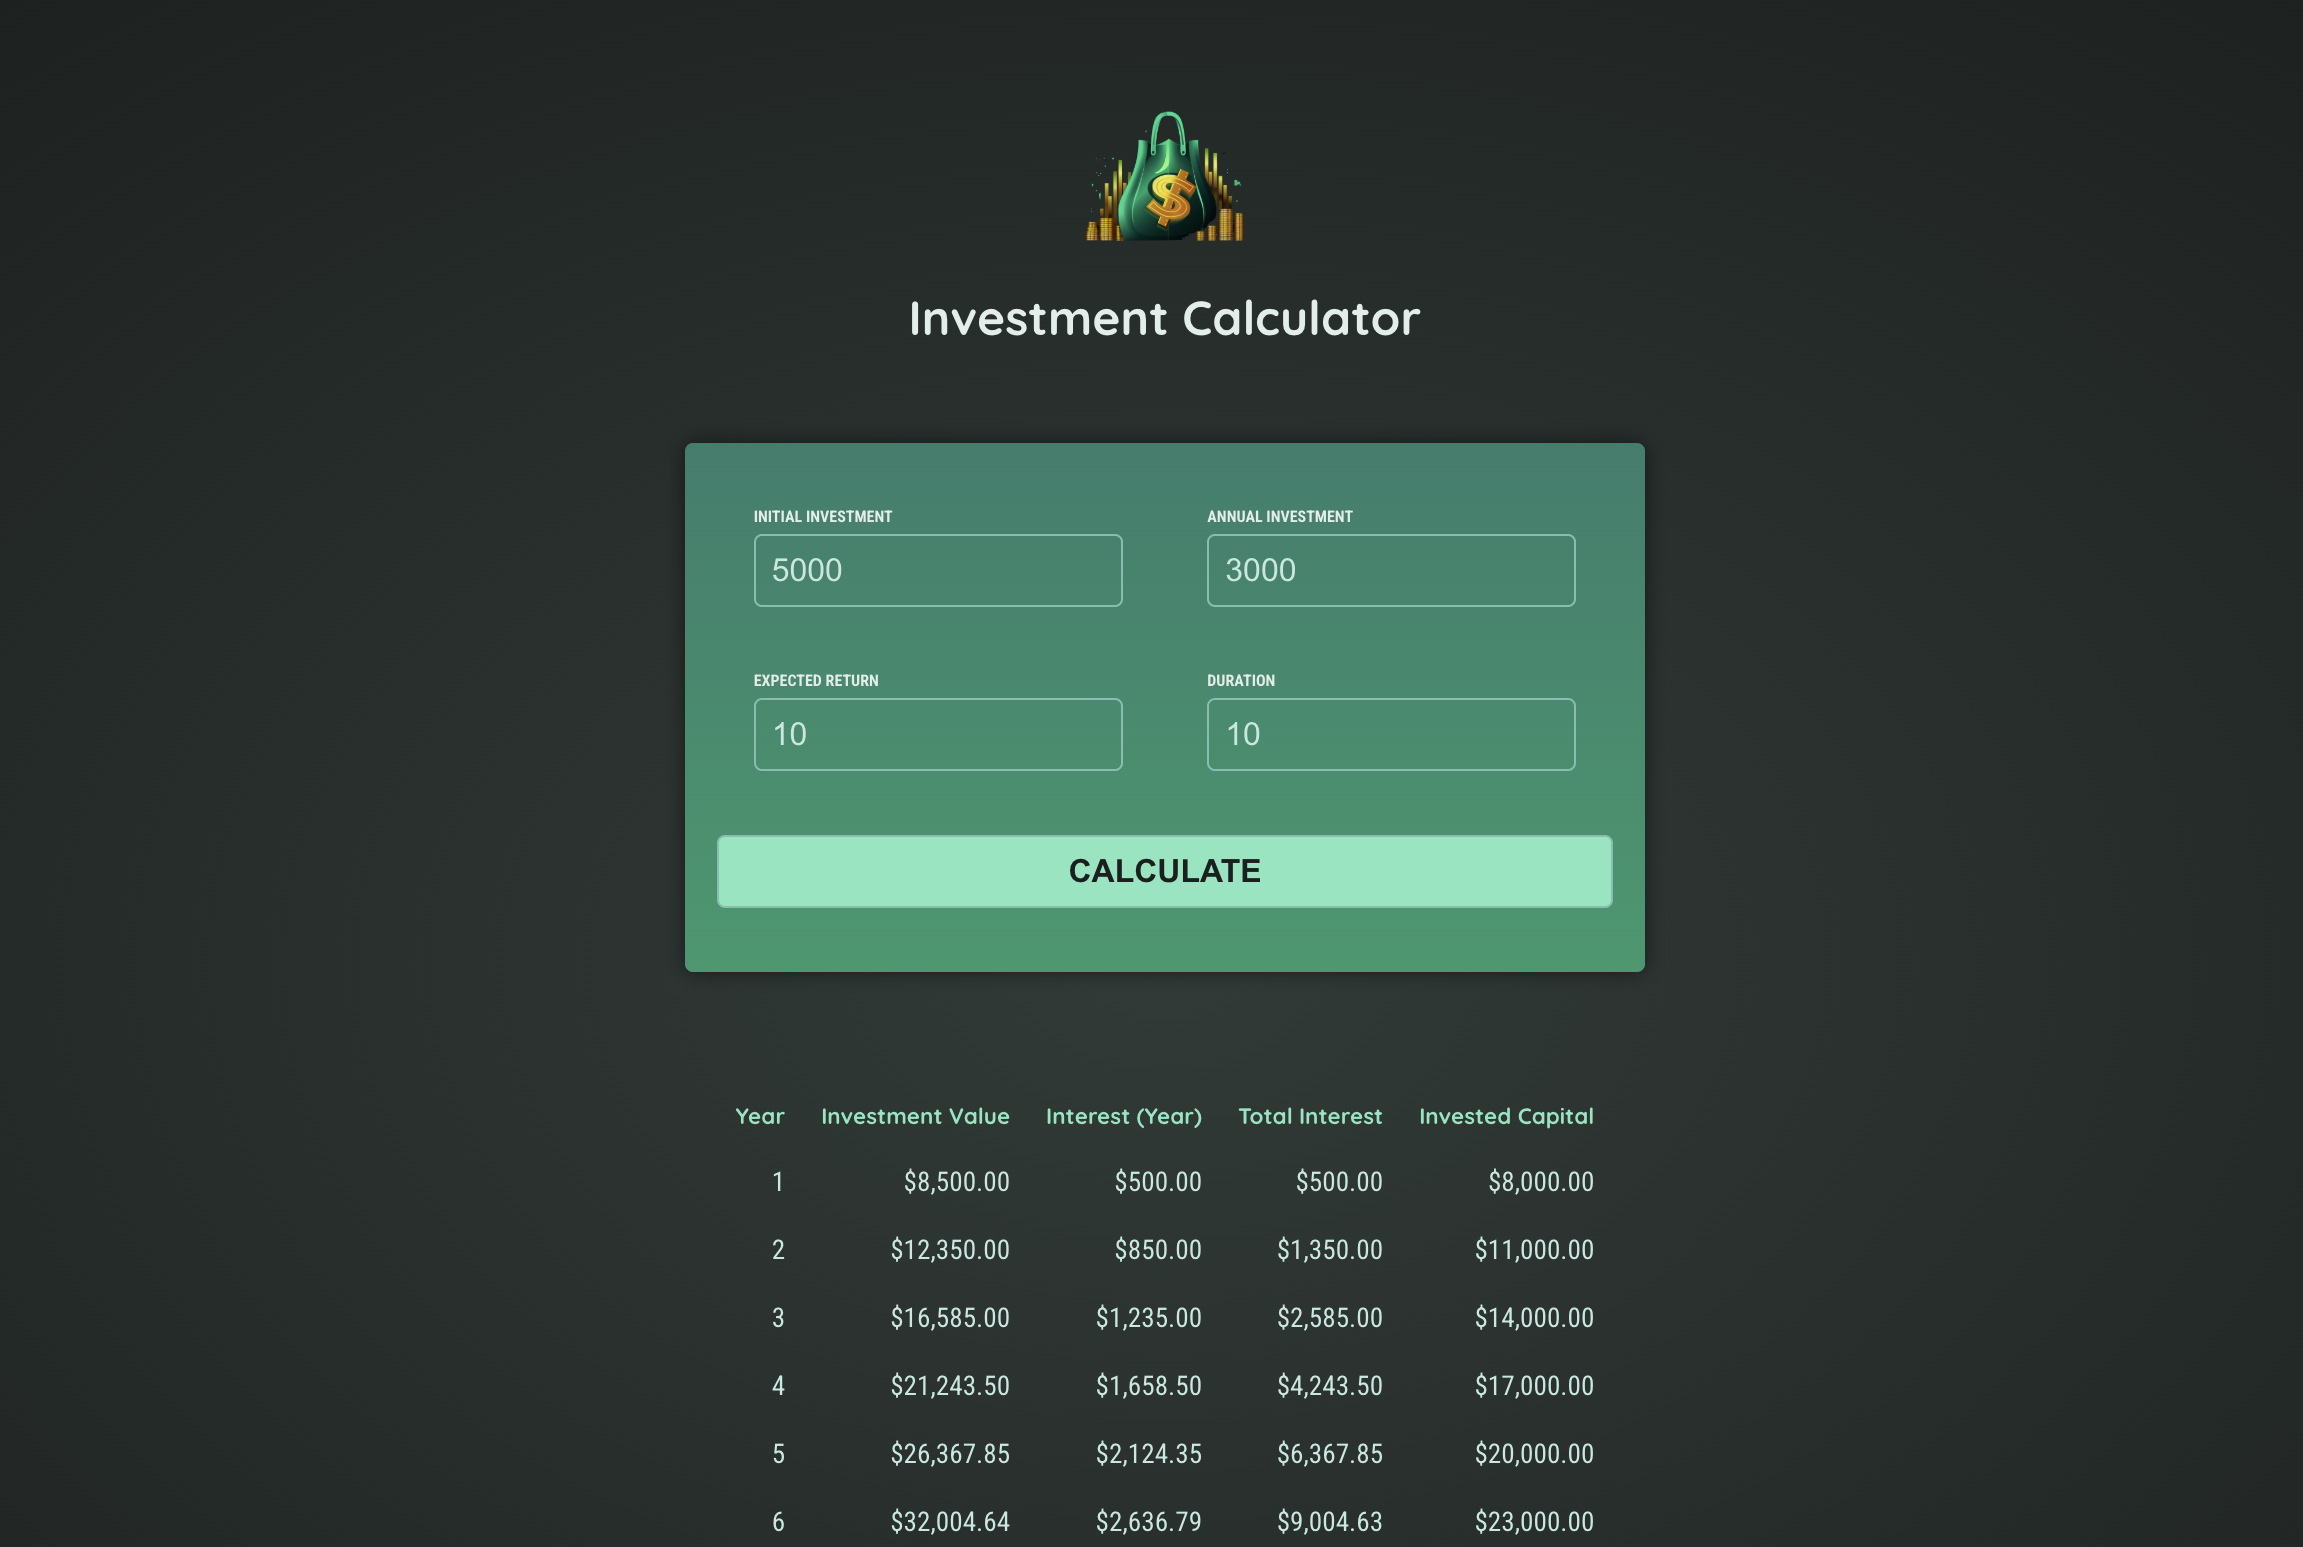 $
Investment Calculator
INITIAL INVESTMENT ANNUAL INVESTMENT
5000 3000
EXPECTED RETURN DURATION
10 10
CALCULATE
Year Investment Value Interest (Year) Total Interest Invested Capital
1 $8,500.00 $500.00 $500.00 $8,000.00
2 $12,350.00 $850.00 $1,350.00 $11,000.00
3 $16,585.00 $1,235.00 $2,585.00 $14,000.00
4 $21,243.50 $1,658.50 $4,243.50 $17,000.00
5 $26,367.85 $2,124.35 $6,367.85 $20,000.00
6 $32,004.64 $2,636.79 $9,004.63 $23,000.00